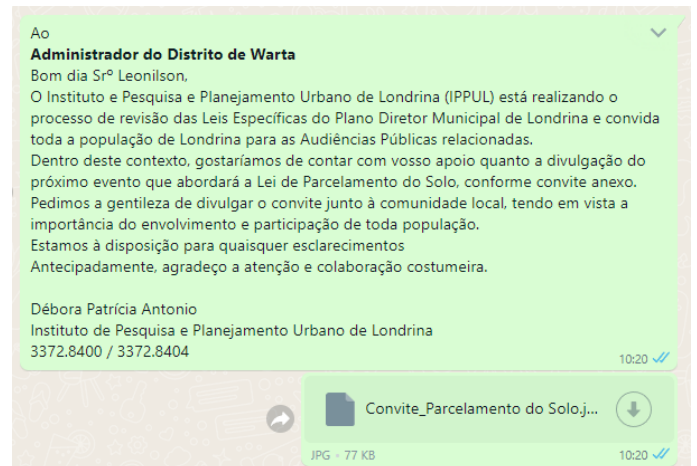 Ao
Administrador do Distrito de Warta
Bom dia Srº Leonilson,
O Instituto e Pesquisa e Planejamento Urbano de Londrina (IPPUL) está realizando o
processo de revisão das Leis Específicas do Plano Diretor Municipal de Londrina e convida
toda a população de Londrina para as Audiências Públicas relacionadas.
Dentro deste contexto, gostaríamos de contar com vosso apoio quanto a divulgação do
próximo evento que abordará a Lei de Parcelamento do Solo, conforme convite anexo.
Pedimos a gentileza de divulgar o convite junto à comunidade local, tendo em vista a
importância do envolvimento e participação de toda população.
Estamos à disposição para quaisquer esclarecimentos
Antecipadamente, agradeço a atenção e colaboração costumeira.
Débora Patrícia Antonio
Instituto de Pesquisa e Planejamento Urbano de Londrina
3372.8400 / 3372.8404
10:20
Convite_Parcelamento do Solo.j...
JPG • 77 KB
10:20